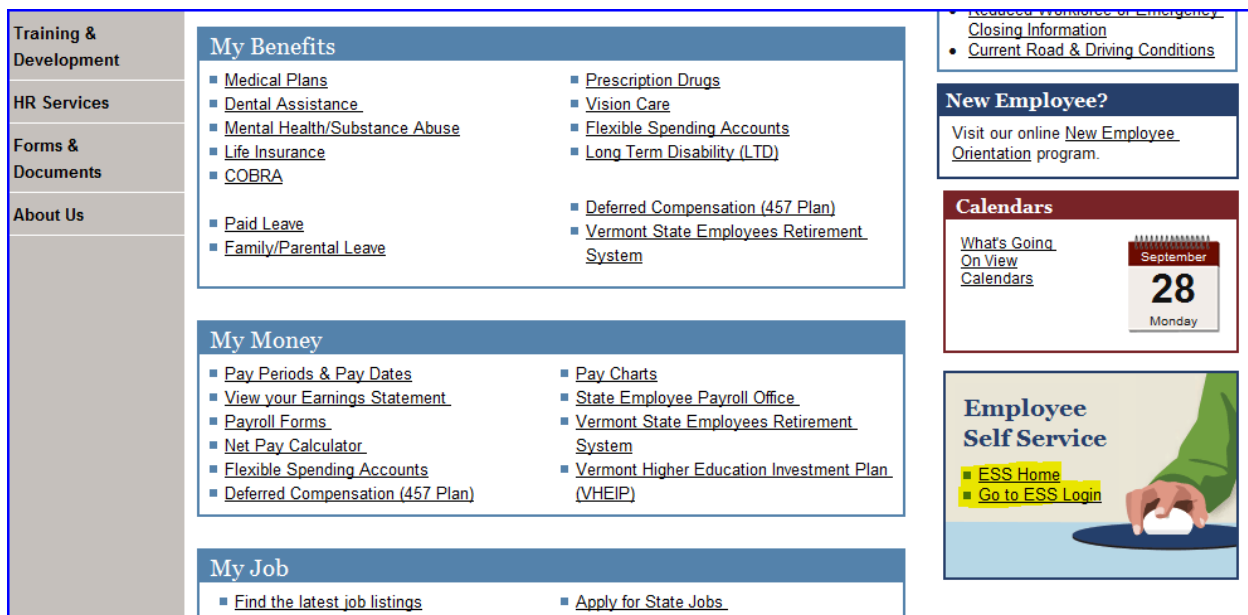 Training &
Development
HR Services
Forms &
Documents
About Us
My Benefits
Medical Plans
Dental Assistance
Mental Health/Substance Abuse
Life Insurance
COBRA
Paid Leave
Family/Parental Leave
Prescription Drugs
Vision Care
Flexible Spending Accounts
Long Term Disability (LTD)
Deferred Compensation (457 Plan)
Vermont State Employees Retirement
System
My Money
Pay Periods & Pay Dates
View your Earnings Statement
Payroll Forms
Net Pay Calculator
Flexible Spending Accounts
Deferred Compensation (457 Plan)
Pay Charts
State Employee Payroll Office
Vermont State Employees Retirement
System
Vermont Higher Education Investment Plan
(VHEIP)
My Job
Find the latest job listings
Apply for State Jobs
Reduced Workforce or Emergency
Closing Information
Current Road & Driving Conditions
New Employee?
Visit our online New Employee
Orientation program.
Calendars
What's Going
On View
Calendars
September
28
Monday
Employee
Self Service
ESS Home
Go to ESS Login